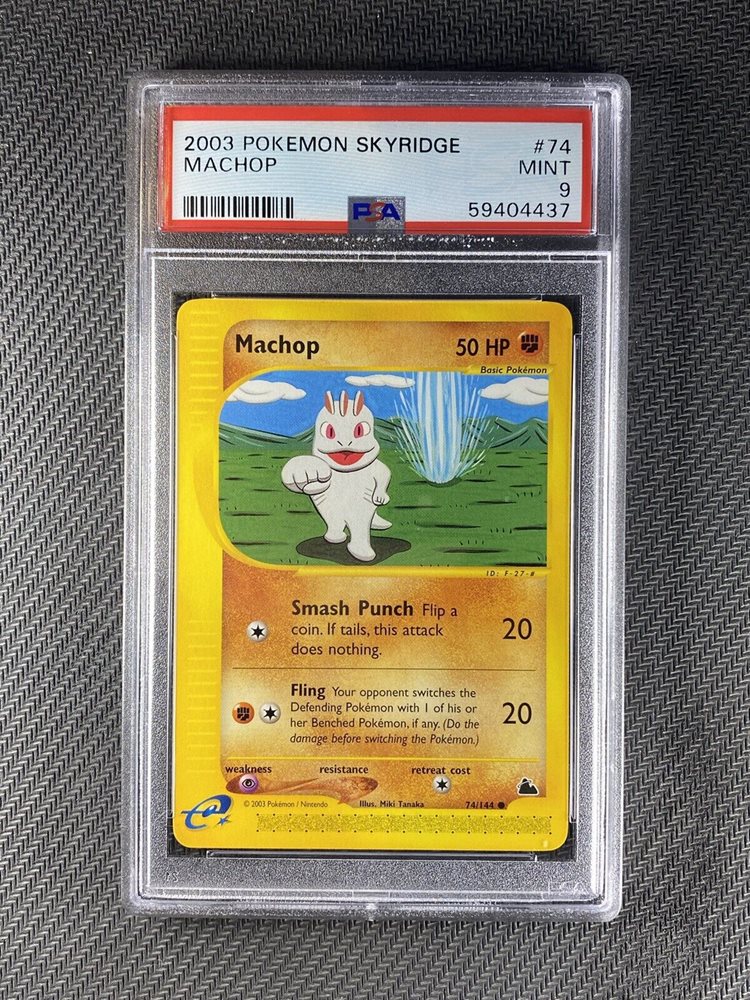 2003 POKEMON SKYRIDGE #74
MACHOP MINT
9
PSA 59404437
Machop 50 HP
Basic Pokémon
ID: F-27-#
Smash Punch Flip a
coin. If tails, this attack
does nothing.
20
Fling Your opponent switches the
Defending Pokémon with 1 of his or
her Benched Pokémon, if any. (Do the
damage before switching the Pokémon.)
20
weakness resistance retreat cost
© 2003 Pokémon / Nintendo Illus. Miki Tanaka 74/144
e